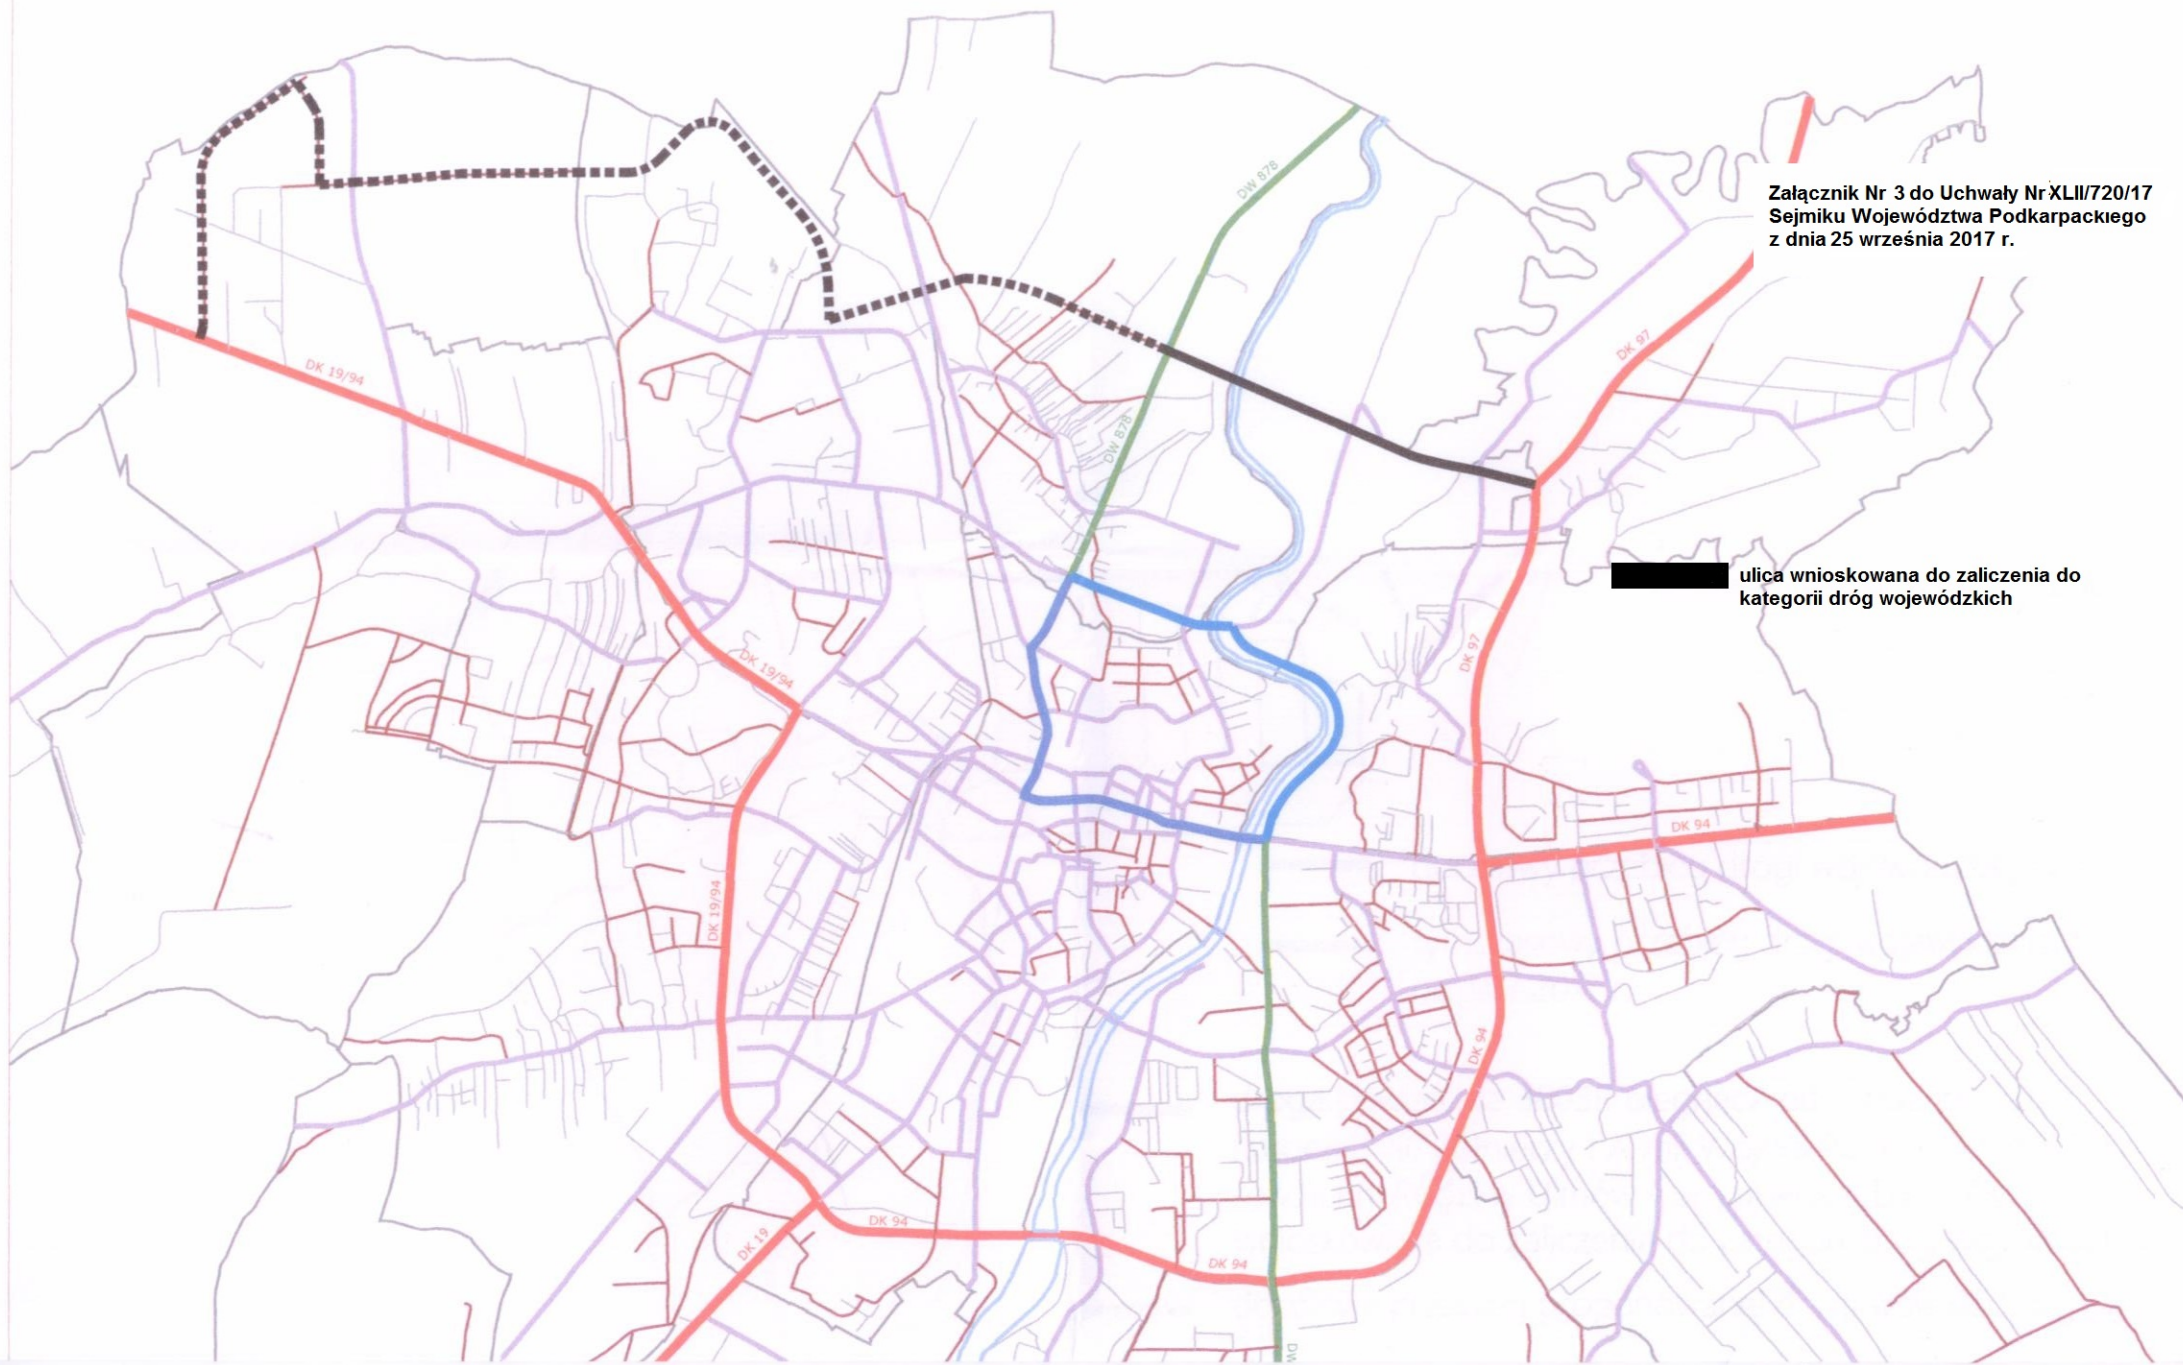 DW 878
Załącznik Nr 3 do Uchwały Nr XLII/720/17
Sejmiku Województwa Podkarpackiego
z dnia 25 września 2017 r.
DK 97
DK 19/94
DW 878
ulica wnioskowana do zaliczenia do
kategorii dróg wojewódzkich
DK 97
DK 19/94
DK 94
DK 19/94
DK 94
DK 94
DK 19
DK 94
DW